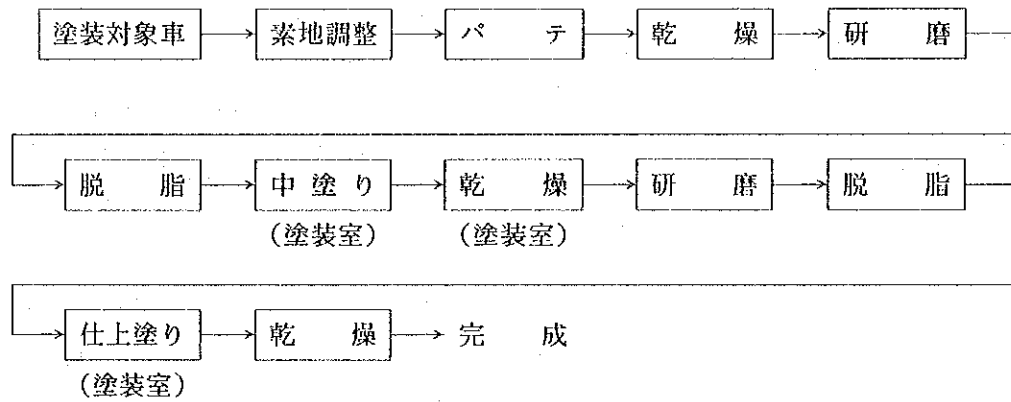 塗装対象車 素地調整 パテ 乾燥 研磨
脱脂 中塗り 乾燥 研磨 脱脂
(塗装室) (塗装室)
仕上塗り 乾燥 完成
(塗装室)